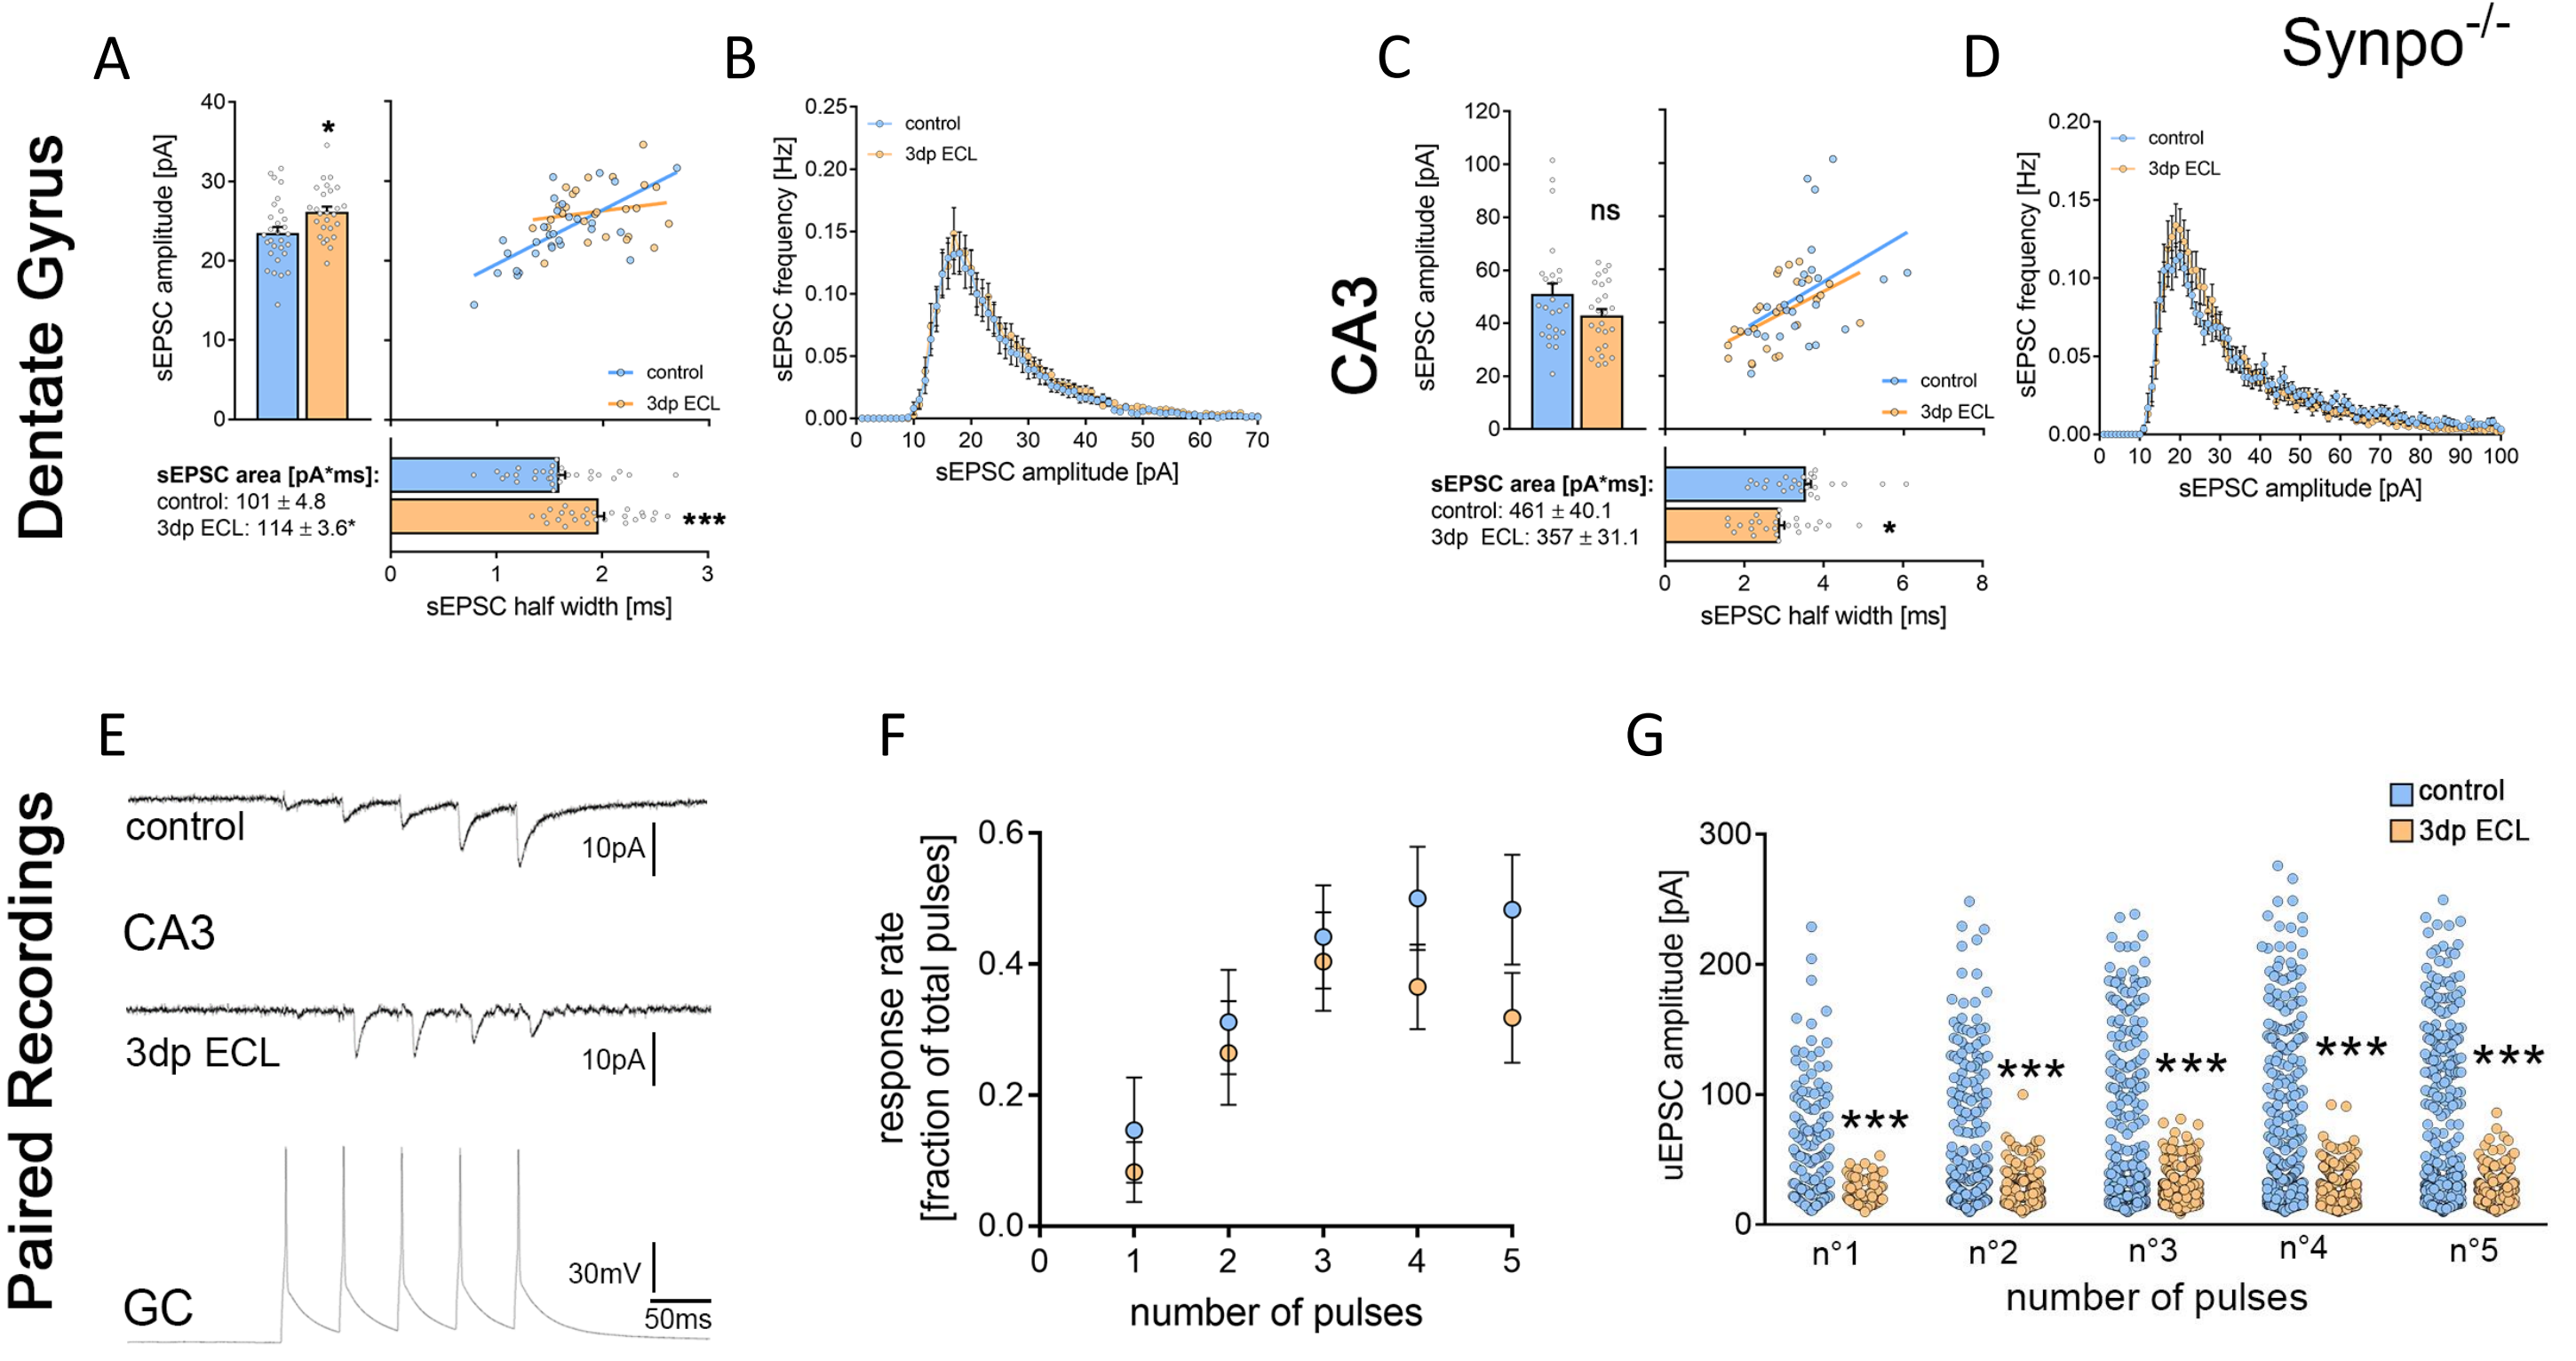 Synpo-/-
A
B
C
D
Dentate Gyrus
sEPSC amplitude [pA]
40
30
20
10
0
*
control
3dp ECL
sEPSC area [pA*ms]:
control: 101 ± 4.8
3dp ECL: 114 ± 3.6*
***
0 1 2 3
sEPSC half width [ms]
sEPSC frequency [Hz]
0.25
0.20
0.15
0.10
0.05
0.00
control
3dp ECL
0 10 20 30 40 50 60 70
sEPSC amplitude [pA]
CA3
sEPSC amplitude [pA]
120
100
80
60
40
20
0
ns
control
3dp ECL
sEPSC area [pA*ms]:
control: 461 ± 40.1
3dp ECL: 357 ± 31.1
*
0 2 4 6 8
sEPSC half width [ms]
sEPSC frequency [Hz]
0.20
0.15
0.10
0.05
0.00
control
3dp ECL
0 10 20 30 40 50 60 70 80 90 100
sEPSC amplitude [pA]
E
F
G
Paired Recordings
control
10pA
CA3
3dp ECL
10pA
GC
30mV
50ms
response rate
[fraction of total pulses]
0.6
0.4
0.2
0.0
0 1 2 3 4 5
number of pulses
control
3dp ECL
uEPSC amplitude [pA]
300
200
100
0
*** *** *** *** ***
n°1 n°2 n°3 n°4 n°5
number of pulses